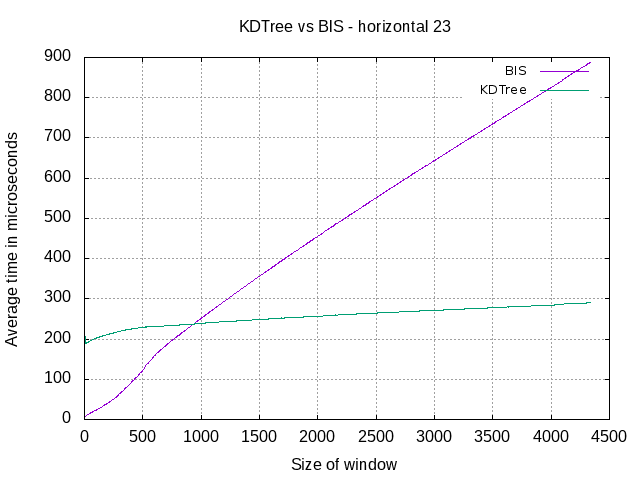 KDTree vs BIS - horizontal 23
900
800
700
600
500
400
300
200
100
0
Average time in microseconds
BIS
KDTree
0 500 1000 1500 2000 2500 3000 3500 4000 4500
Size of window